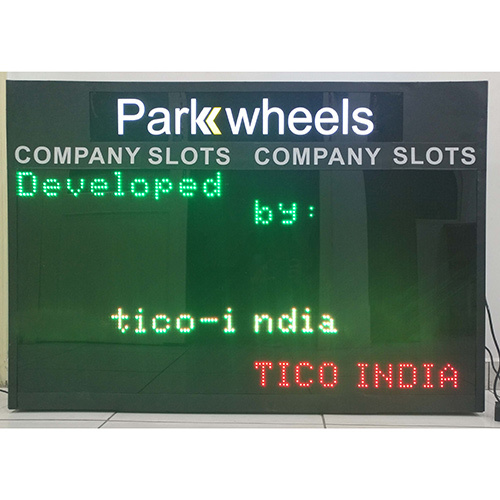 Parkwheels
COMPANY SLOTS COMPANY SLOTS
Developed
by:
tico-i ndia
TICO INDIA